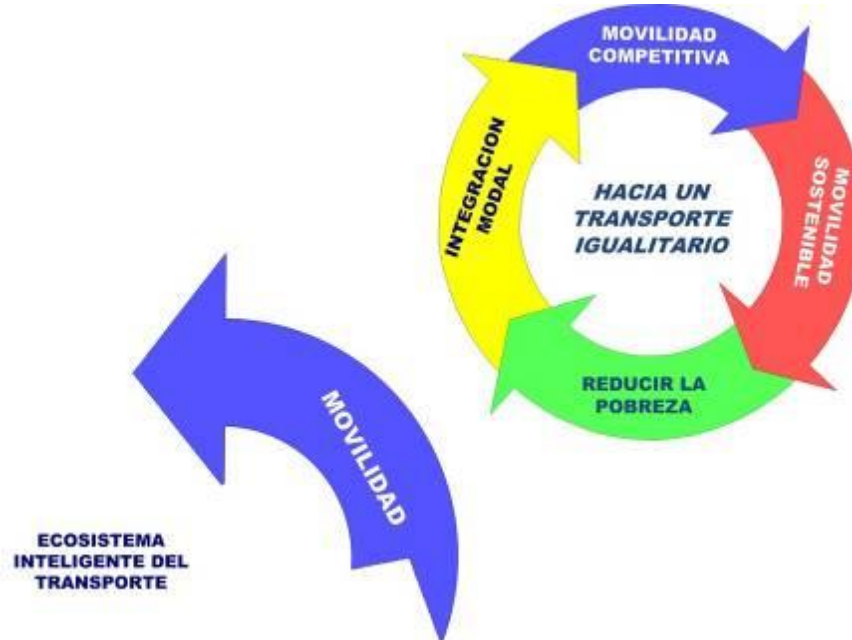 MOVILIDAD
COMPETITIVA
MOVILIDAD
SOSTENIBLE
INTEGRACION
MODAL
HACIA UN
TRANSPORTE
IGUALITARIO
REDUCIR LA
POBREZA
MOVILIDAD
ECOSISTEMA
INTELIGENTE DEL
TRANSPORTE